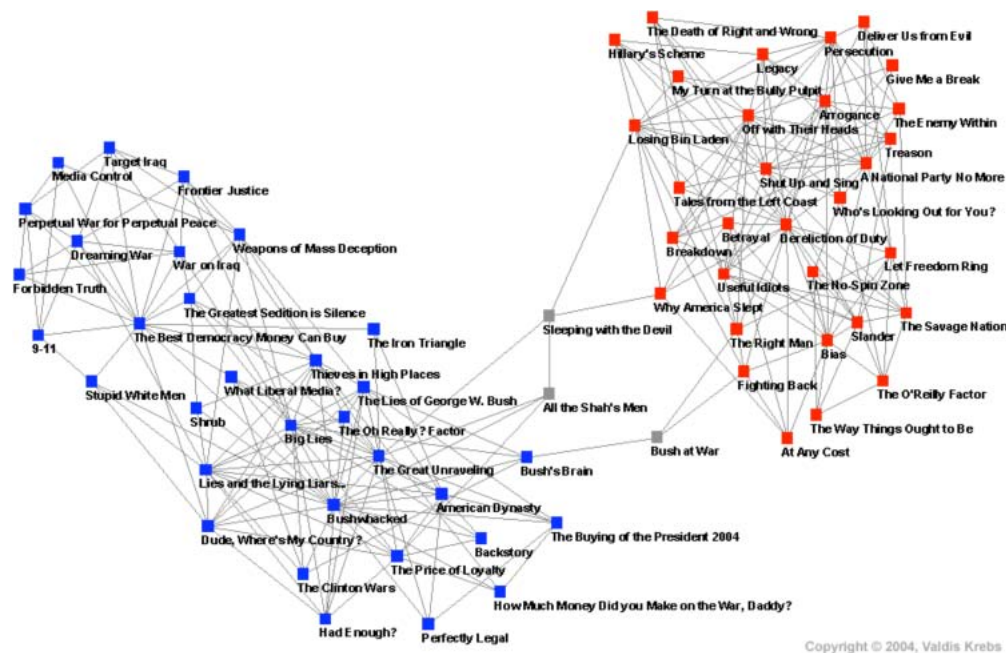 The Death of Right and Wrong
Deliver Us from Evil
Hillary's Scheme
Persecution
Legacy
Give Me a Break
My Turn at the Bully Pulpit
Arrogance
The Enemy Within
Losing Bin Laden
Off with Their Heads
Treason
Target Iraq
Media Control
Shut Up and Sing
A National Party No More
Frontier Justice
Tales from the Left Coast
Who's Looking Out for You?
Perpetual War for Perpetual Peace
Weapons of Mass Deception
Betrayal
Dereliction of Duty
Dreaming War
War on Iraq
Breakdown
Let Freedom Ring
Forbidden Truth
Useful Idiots
The No-Spin Zone
The Greatest Sedition is Silence
Why America Slept
Sleeping with the Devil
The Savage Nation
The Best Democracy Money Can Buy
The Iron Triangle
The Right Man
Slander
9-11
Bias
Thieves in High Places
Fighting Back
Stupid White Men
What Liberal Media?
The Lies of George W. Bush
The O'Reilly Factor
All the Shah's Men
Shrub
The Oh Really? Factor
Big Lies
The Way Things Ought to Be
Bush at War
At Any Cost
The Great Unraveling
Bush's Brain
Lies and the Lying Liars...
American Dynasty
Bushwhacked
Dude, Where's My Country?
The Buying of the President 2004
Backstory
The Price of Loyalty
The Clinton Wars
How Much Money Did you Make on the War, Daddy?
Had Enough?
Perfectly Legal
Copyright © 2004, Valdis Krebs